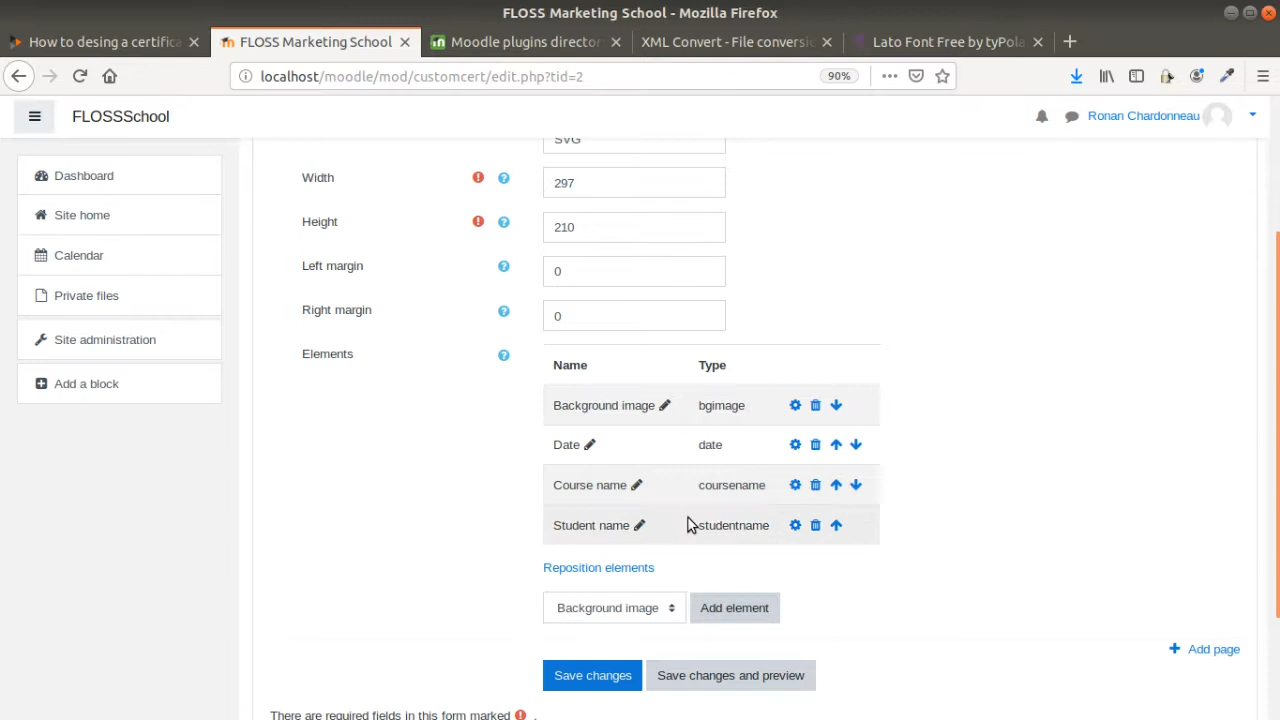 FLOSS Marketing School - Mozilla Firefox
How to desing a certifica
FLOSS Marketing School
Moodle plugins director
XML Convert - File conversio
Lato Font Free by tyPola
localhost/moodle/mod/customcert/edit.php?tid=2
90%
FLOSSSchool
Ronan Chardonneau
Dashboard
Site home
Calendar
Private files
Site administration
Add a block
SVG
Width
297
Height
210
Left margin
0
Right margin
0
Elements
Name Type
Background image bgimage
Date date
Course name coursename
Student name studentname
Reposition elements
Background image Add element
Add page
Save changes Save changes and preview
There are required fields in this form marked .